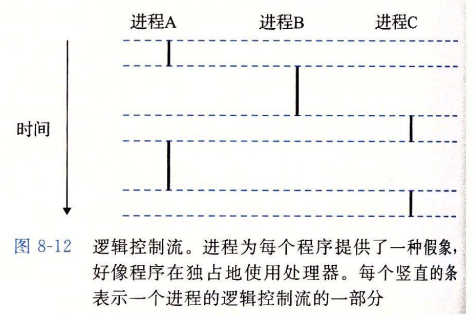 进程A 进程B 进程C
时间
图 8-12 逻辑控制流。进程为每个程序提供了一种假象,
好像程序在独占地使用处理器。每个竖直的条
表示一个进程的逻辑控制流的一部分